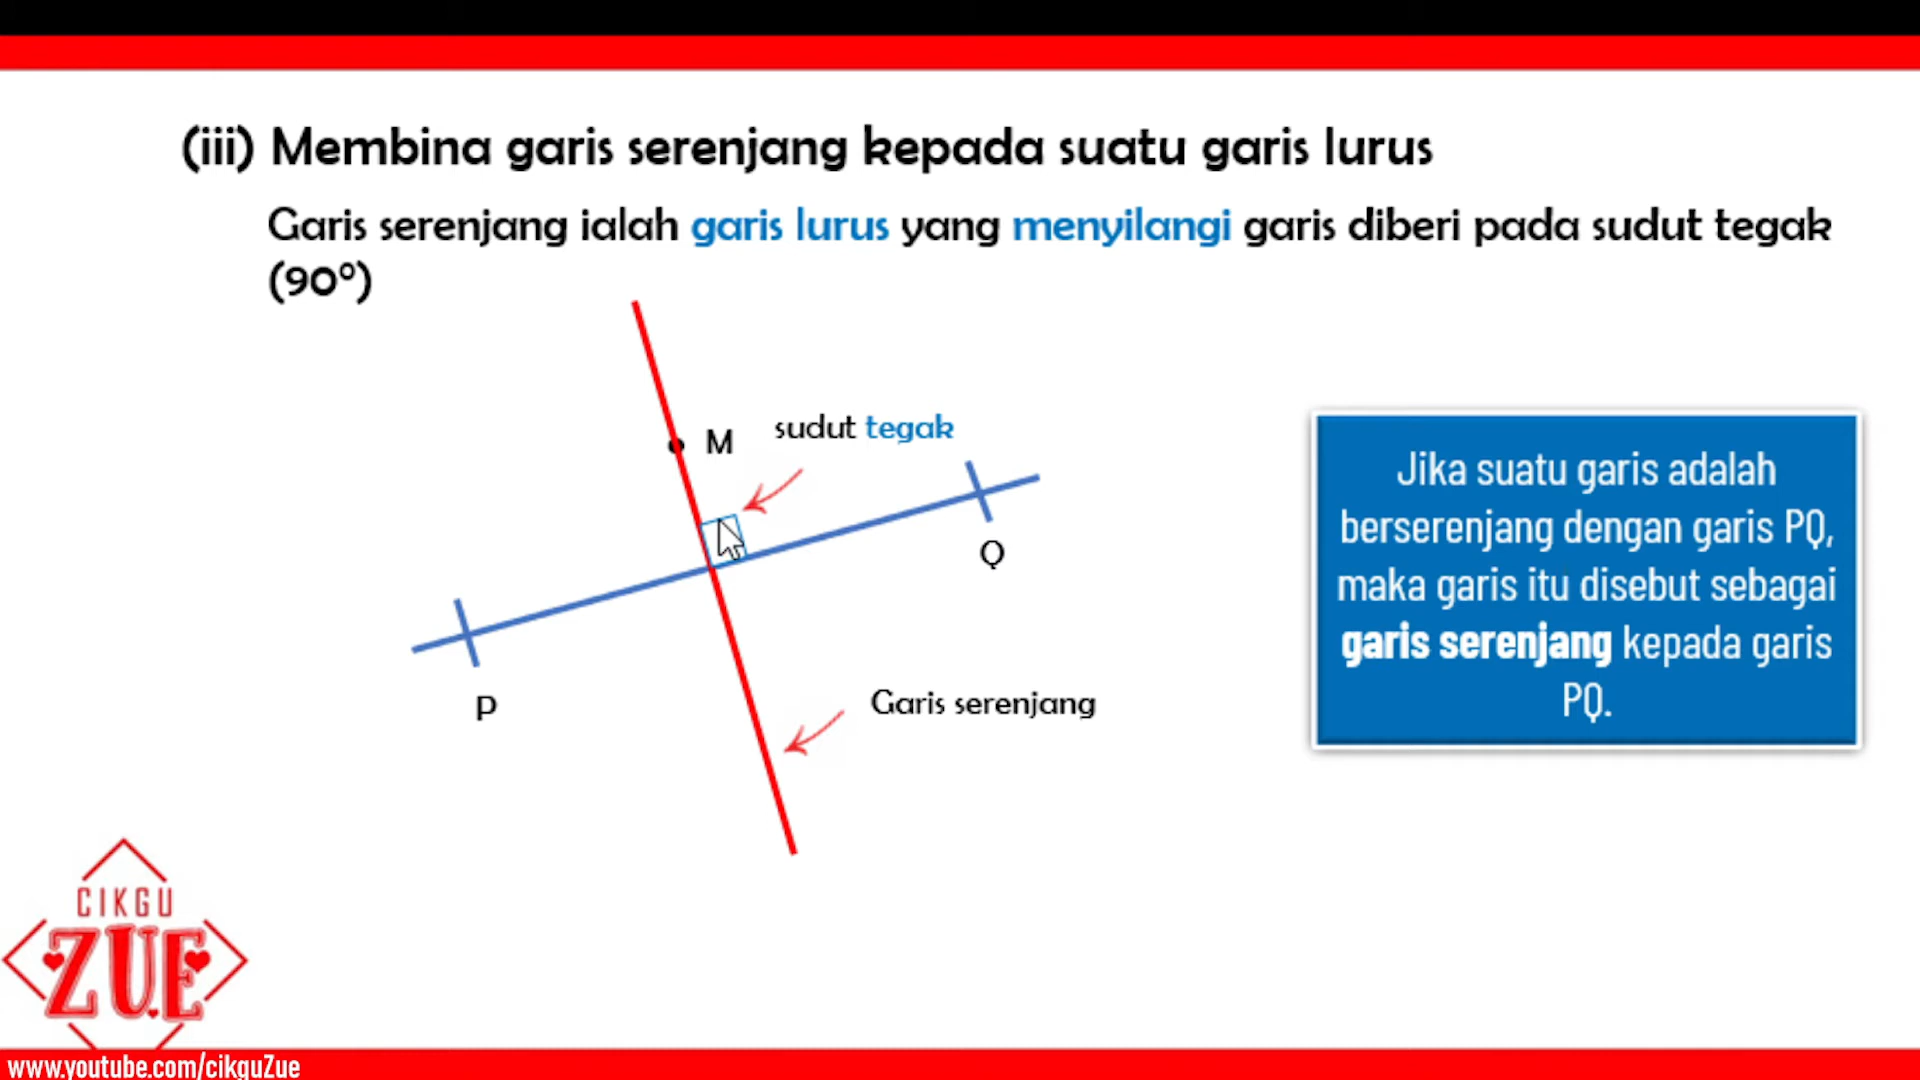 (iii) Membina garis serenjang kepada suatu garis lurus
Garis serenjang ialah garis lurus yang menyilangi garis diberi pada sudut tegak
(90⁰)
M
sudut tegak
Q
P
Garis serenjang
Jika suatu garis adalah
berserenjang dengan garis PQ,
maka garis itu disebut sebagai
garis serenjang kepada garis
PQ.
CIKGU
ZUE
www.youtube.com/cikguZue